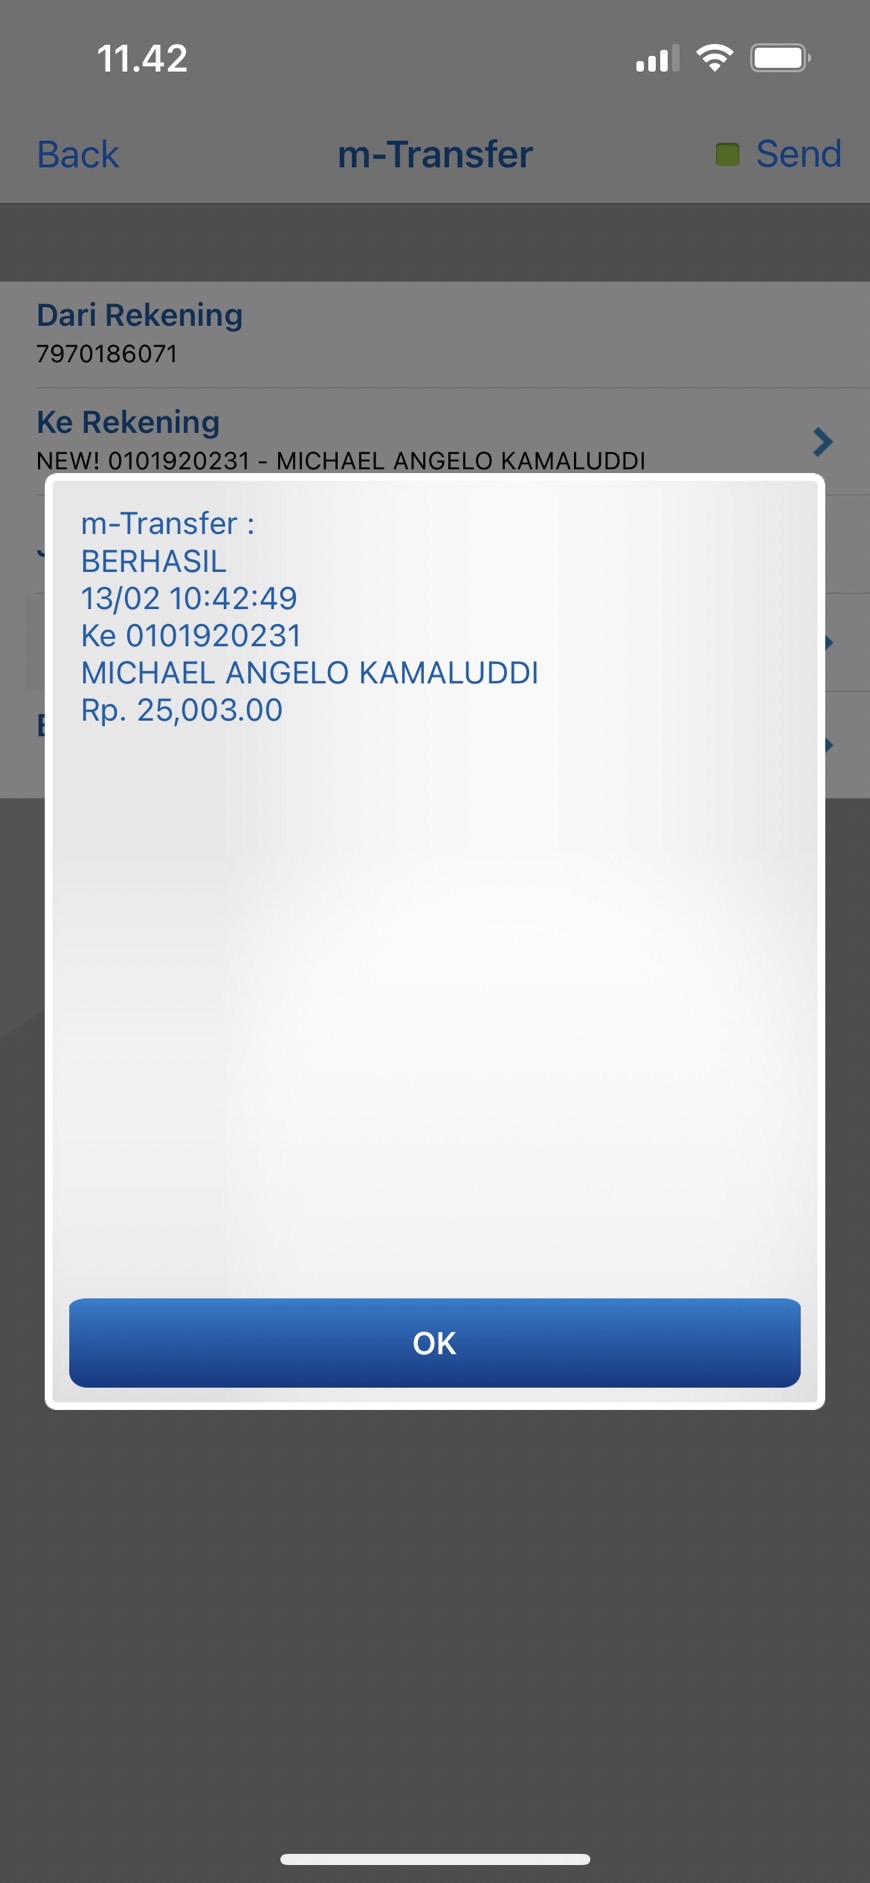 11.42
Back m-Transfer Send
Dari Rekening
7970186071
Ke Rekening
NEW! 0101920231 - MICHAEL ANGELO KAMALUDDI
m-Transfer :
BERHASIL
13/02 10:42:49
Ke 0101920231
MICHAEL ANGELO KAMALUDDI
Rp. 25,003.00
OK